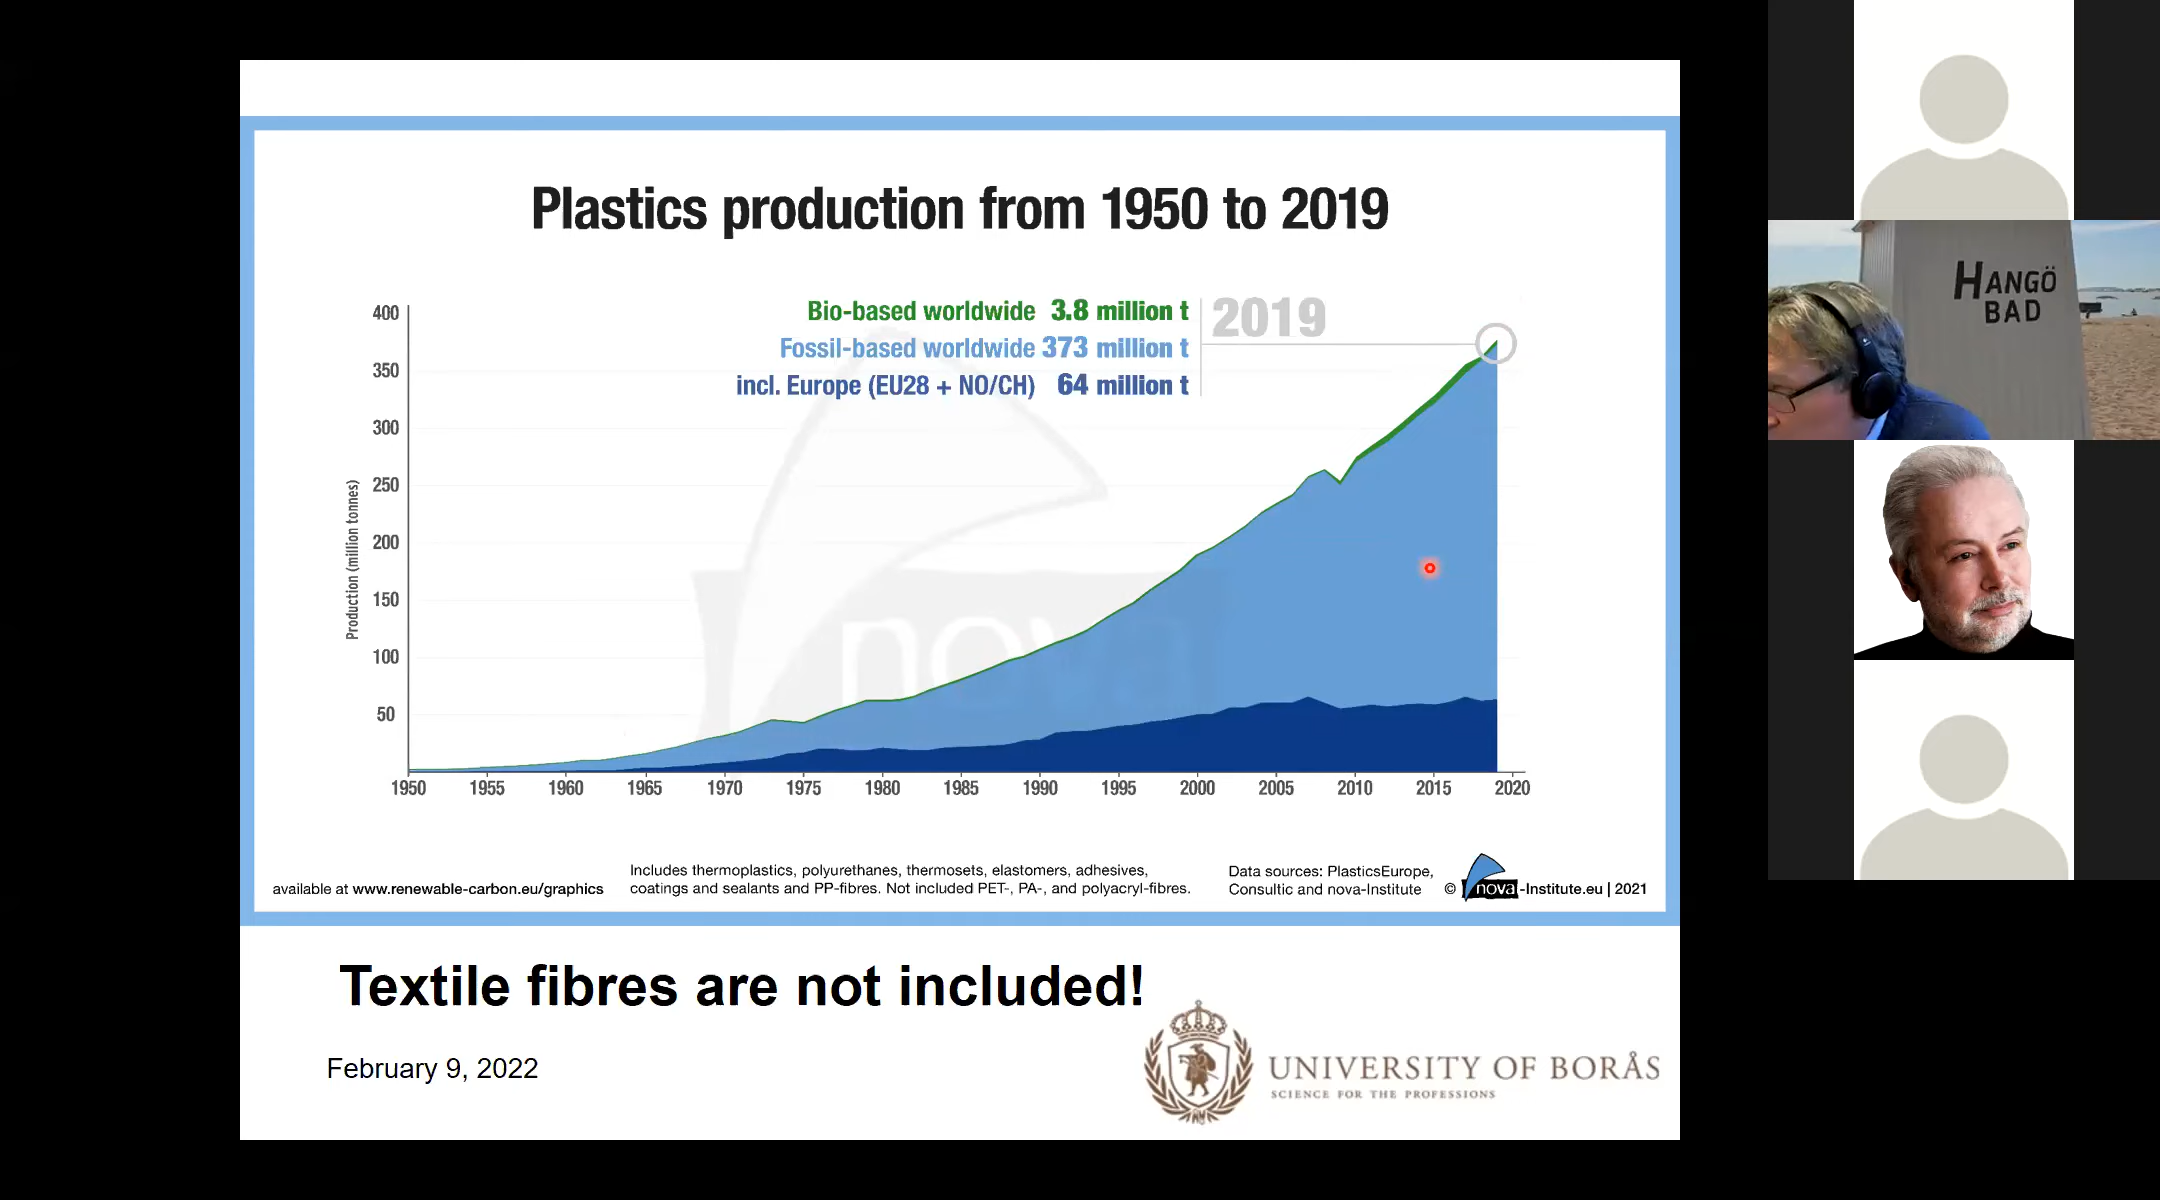 Plastics production from 1950 to 2019
Bio-based worldwide 3.8 million t
Fossil-based worldwide 373 million t
incl. Europe (EU28 + NO/CH) 64 million t
2019
Production (million tonnes)
400
350
300
250
200
150
100
50
1950 1955 1960 1965 1970 1975 1980 1985 1990 1995 2000 2005 2010 2015 2020
nova
available at www.renewable-carbon.eu/graphics
Includes thermoplastics, polyurethanes, thermosets, elastomers, adhesives,
coatings and sealants and PP-fibres. Not included PET-, PA-, and polyacryl-fibres.
Data sources: PlasticsEurope,
Consultic and nova-Institute
© nova-Institute.eu | 2021
Textile fibres are not included!
February 9, 2022
UNIVERSITY OF BORÅS
SCIENCE FOR THE PROFESSIONS
HANGÖ
BAD